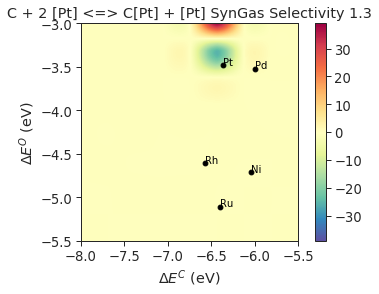 C + 2 [Pt] <=> C[Pt] + [Pt] SynGas Selectivity 1.3
−3.0
−3.5
−4.0
−4.5
−5.0
−5.5
ΔE^O (eV)
Pt
Pd
Rh
Ni
Ru
−8.0 −7.5 −7.0 −6.5 −6.0 −5.5
ΔE^C (eV)
30
20
10
0
−10
−20
−30